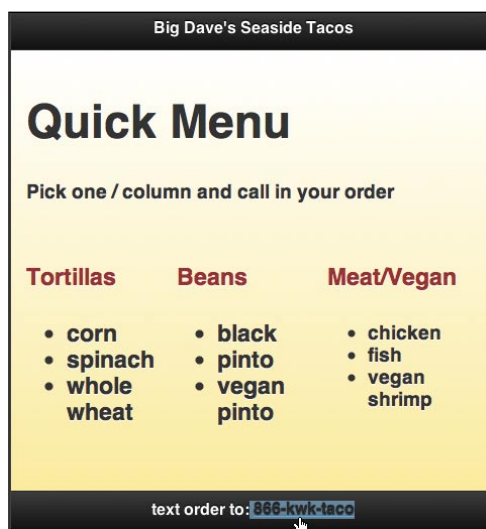 Big Dave's Seaside Tacos
Quick Menu
Pick one / column and call in your order
Tortillas
• corn
• spinach
• whole
wheat
Beans
• black
• pinto
• vegan
pinto
Meat/Vegan
• chicken
• fish
• vegan
shrimp
text order to: 866-kwk-taco